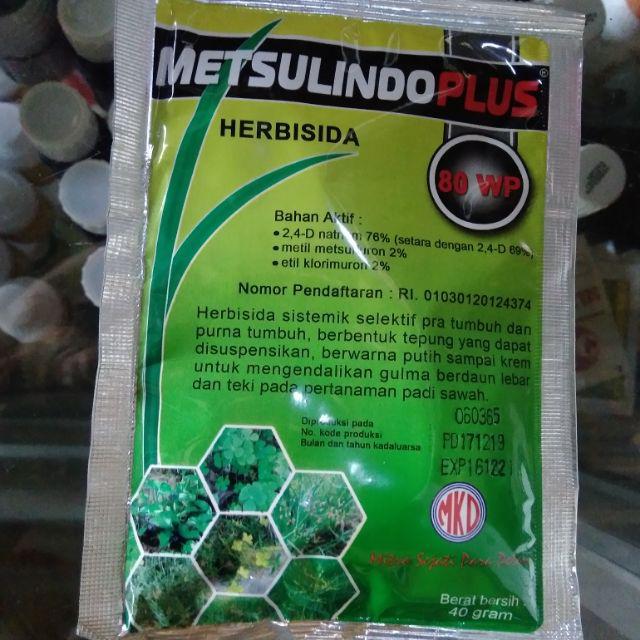 METSULINDOPLUS®
HERBISIDA
80 WP
Bahan Aktif :
• 2,4-D natrium 76% (setara dengan 2,4-D 69%)
• metil metsulfuron 2%
• etil klorimuron 2%
Nomor Pendaftaran : RI. 01030120124374
Herbisida sistemik selektif pra tumbuh dan
purna tumbuh, berbentuk tepung yang dapat
disuspensikan, berwarna putih sampai krem
untuk mengendalikan gulma berdaun lebar
dan teki pada pertanaman padi sawah.
Diproduksi pada
No. kode produksi
Bulan dan tahun kadaluarsa
060365
PD171219
EXP161221
MKD
Berat bersih :
40 gram